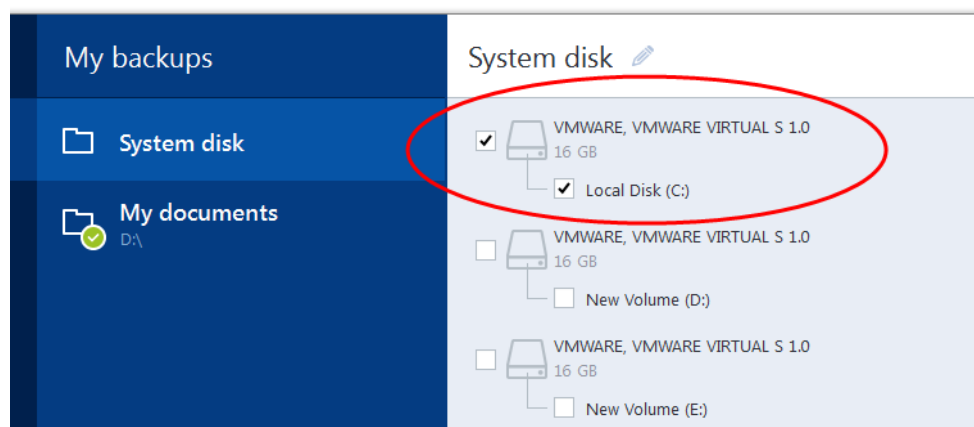 My backups
System disk
My documents
D:\
System disk
VMWARE, VMWARE VIRTUAL S 1.0
16 GB
Local Disk (C:)
VMWARE, VMWARE VIRTUAL S 1.0
16 GB
New Volume (D:)
VMWARE, VMWARE VIRTUAL S 1.0
16 GB
New Volume (E:)